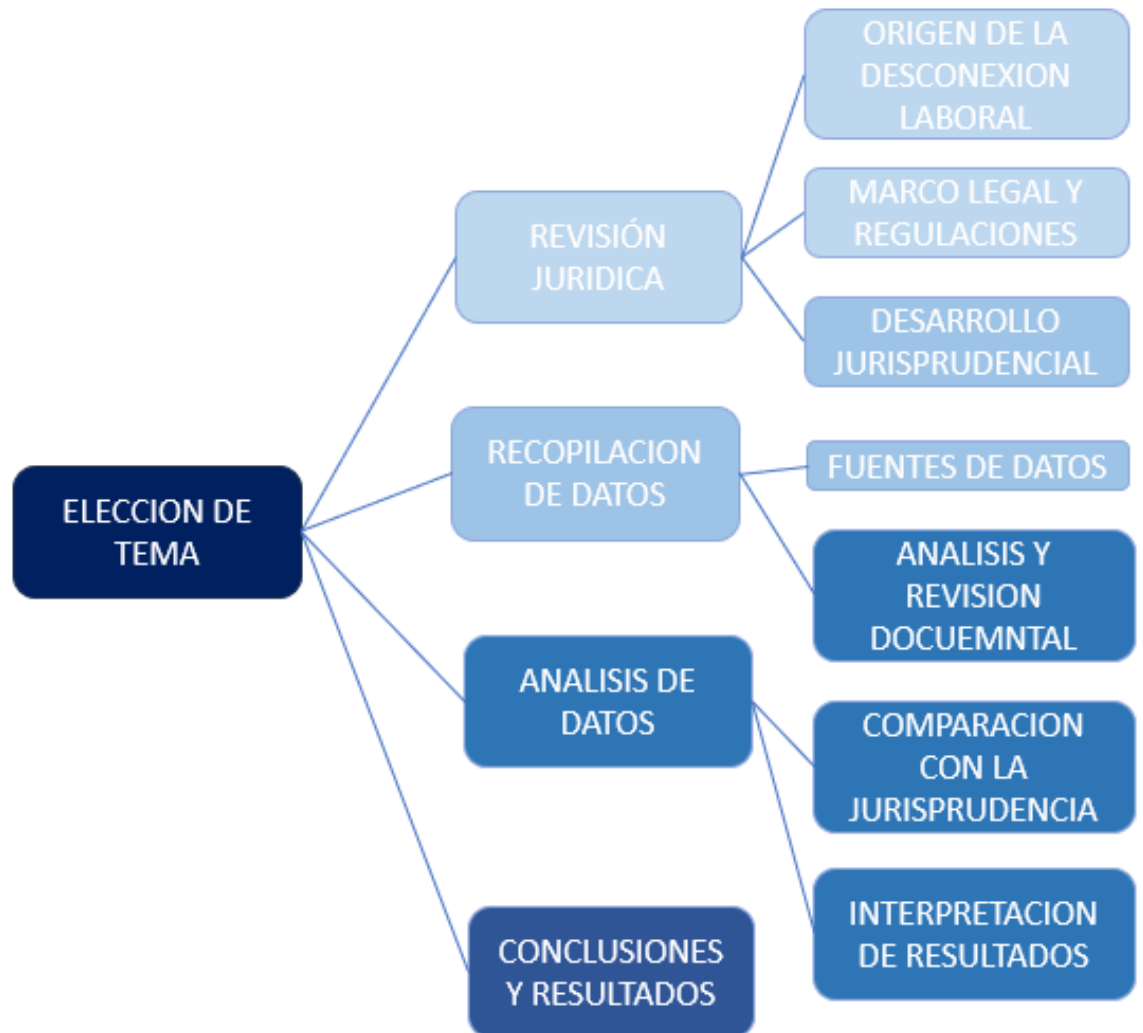 ELECCION DE
TEMA
REVISIÓN
JURIDICA
ORIGEN DE LA
DESCONEXION
LABORAL
MARCO LEGAL Y
REGULACIONES
DESARROLLO
JURISPRUDENCIAL
RECOPILACION
DE DATOS
FUENTES DE DATOS
ANALISIS Y
REVISION
DOCUEMNTAL
ANALISIS DE
DATOS
COMPARACION
CON LA
JURISPRUDENCIA
INTERPRETACION
DE RESULTADOS
CONCLUSIONES
Y RESULTADOS